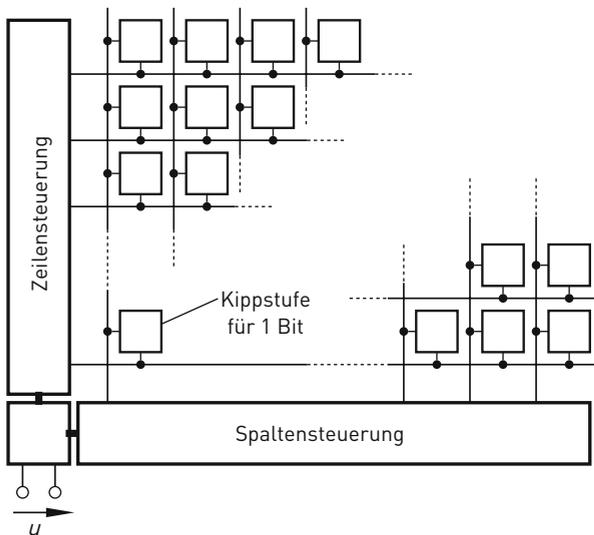 Zeilensteuerung
Kippstufe
für 1 Bit
Spaltensteuerung
u